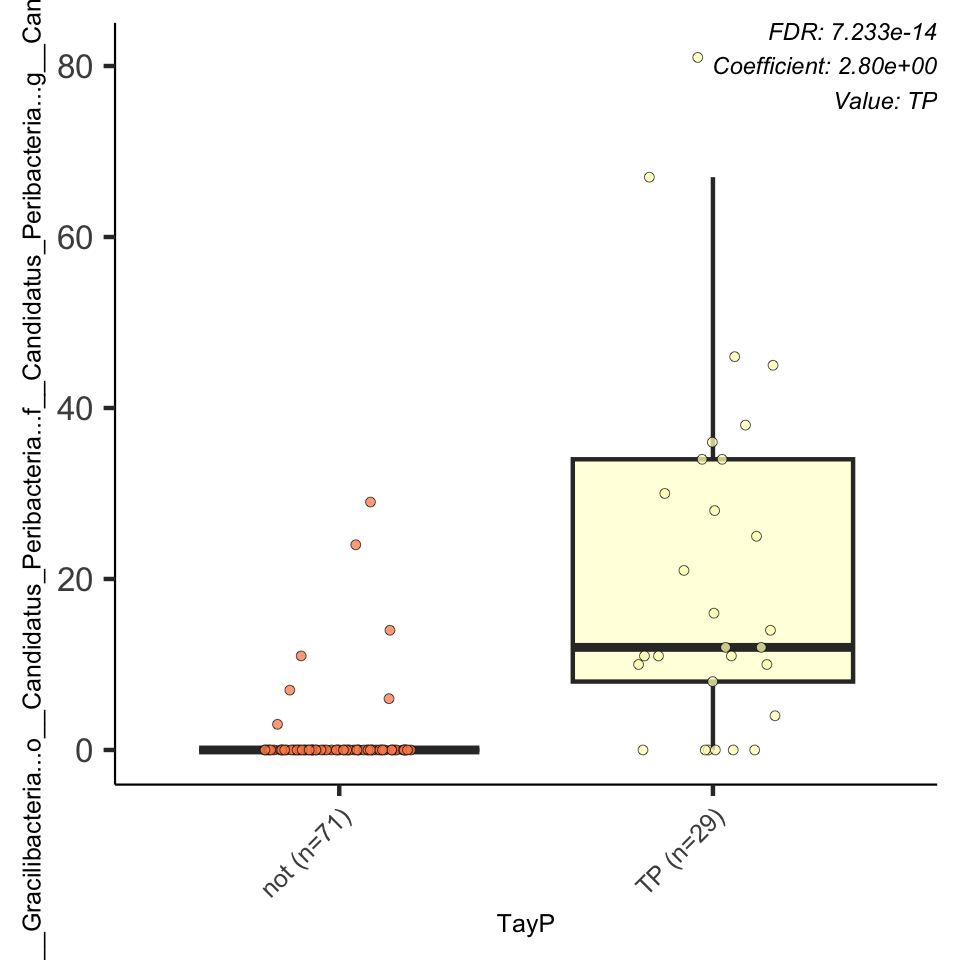 FDR: 7.233e-14
Coefficient: 2.80e+00
Value: TP
__Gracilibacteria...o__Candidatus_Peribacteria...f__Candidatus_Peribacteria...g__Can
80
60
40
20
0
not (n=71)
TP (n=29)
TayP